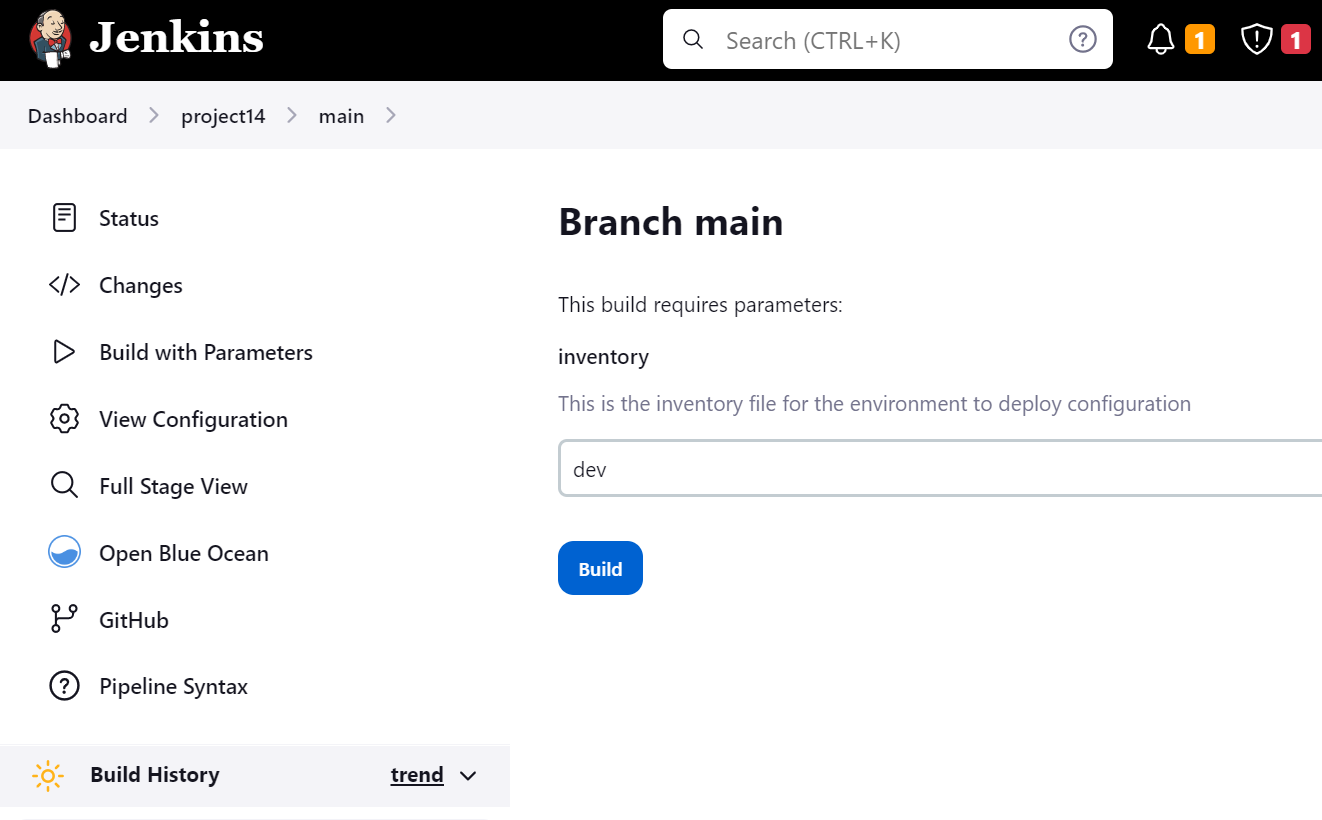 Jenkins
Search (CTRL+K)
?
1
1
Dashboard
project14
main
Status
Changes
Build with Parameters
View Configuration
Full Stage View
Open Blue Ocean
GitHub
Pipeline Syntax
Build History
trend
Branch main
This build requires parameters:
inventory
This is the inventory file for the environment to deploy configuration
dev
Build